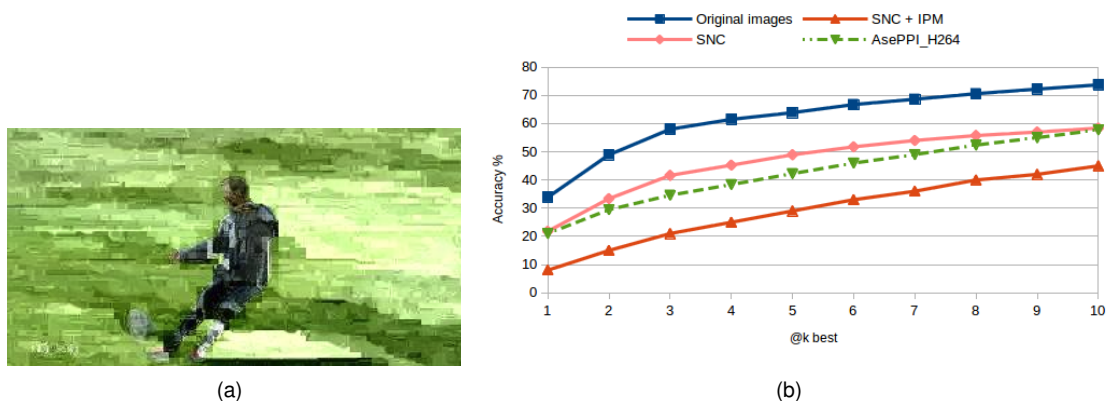 Original images
SNC + IPM
SNC
AsePPI_H264
80
70
60
50
40
30
20
10
0
Accuracy %
1 2 3 4 5 6 7 8 9 10
@k best
(a)
(b)